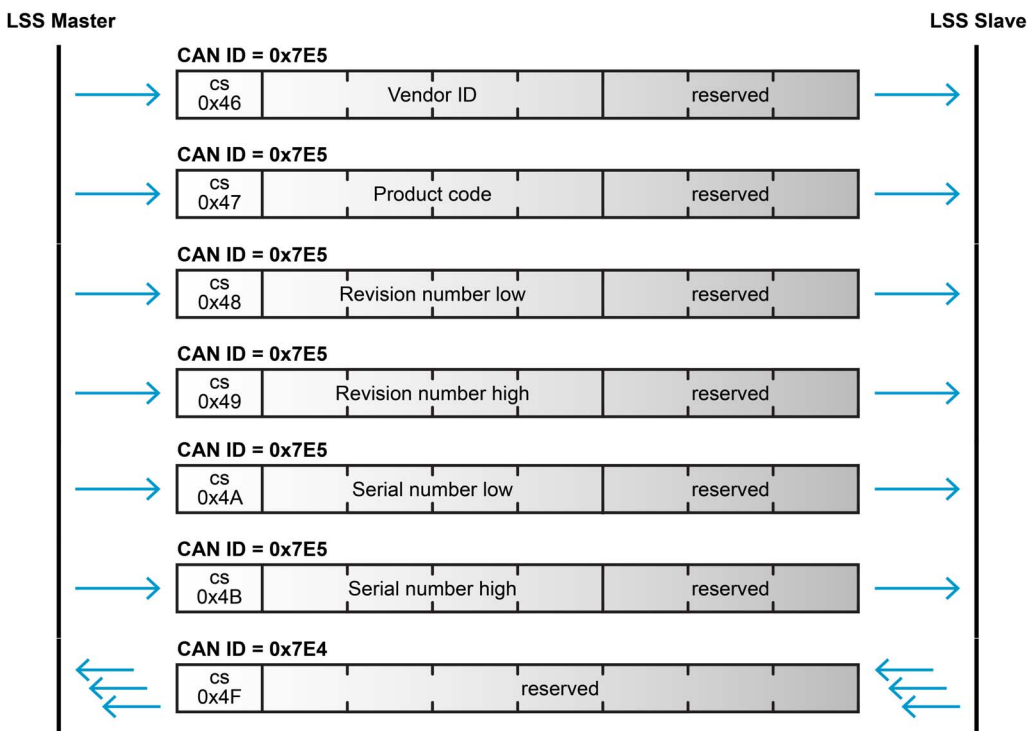 LSS Master
LSS Slave
CAN ID = 0x7E5
cs
0x46
Vendor ID
reserved
CAN ID = 0x7E5
cs
0x47
Product code
reserved
CAN ID = 0x7E5
cs
0x48
Revision number low
reserved
CAN ID = 0x7E5
cs
0x49
Revision number high
reserved
CAN ID = 0x7E5
cs
0x4A
Serial number low
reserved
CAN ID = 0x7E5
cs
0x4B
Serial number high
reserved
CAN ID = 0x7E4
cs
0x4F
reserved